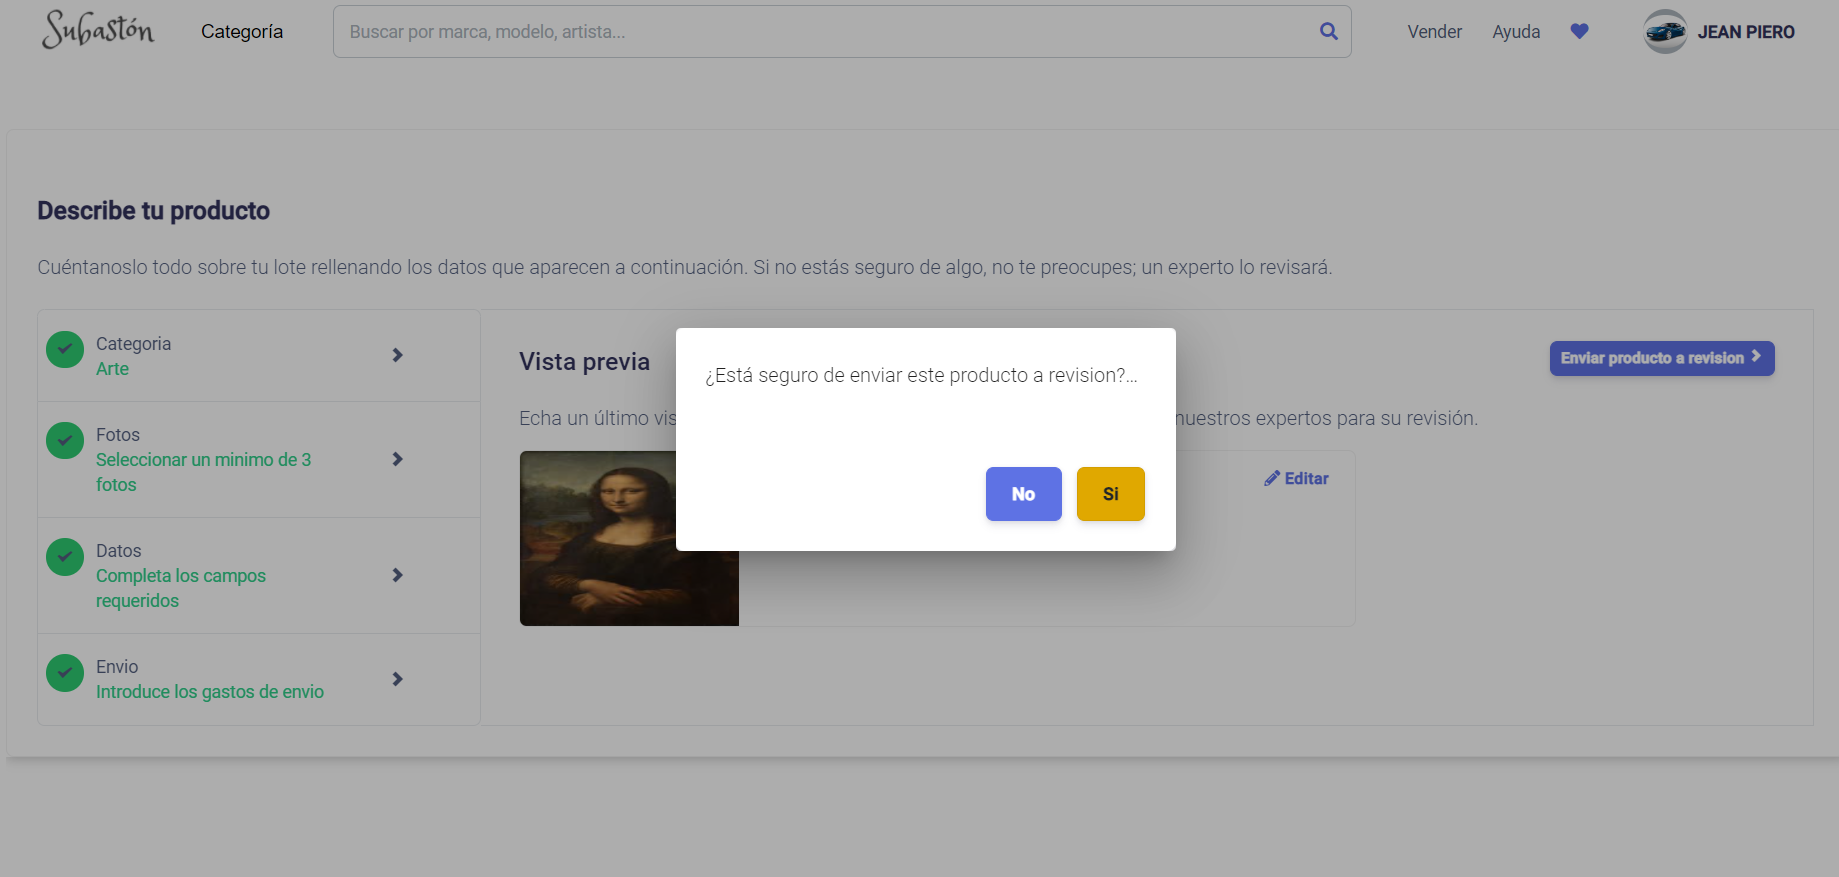 Subastón
Categoría
Buscar por marca, modelo, artista...
Vender
Ayuda
JEAN PIERO
Describe tu producto
Cuéntanoslo todo sobre tu lote rellenando los datos que aparecen a continuación. Si no estás seguro de algo, no te preocupes; un experto lo revisará.
Categoria
Arte
Fotos
Seleccionar un minimo de 3
fotos
Datos
Completa los campos
requeridos
Envio
Introduce los gastos de envio
Vista previa
Enviar producto a revision
Echa un último vis
nuestros expertos para su revisión.
Editar
¿Está seguro de enviar este producto a revision?...
No
Si